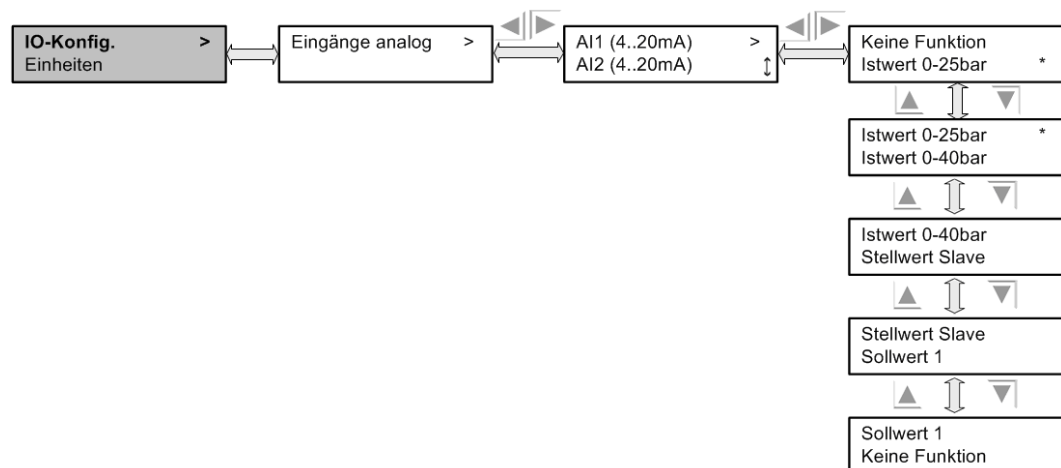 IO-Konfig. >
Einheiten
Eingänge analog >
AI1 (4..20mA) >
AI2 (4..20mA)
Keine Funktion
Istwert 0-25bar *
Istwert 0-25bar *
Istwert 0-40bar
Istwert 0-40bar
Stellwert Slave
Stellwert Slave
Sollwert 1
Sollwert 1
Keine Funktion